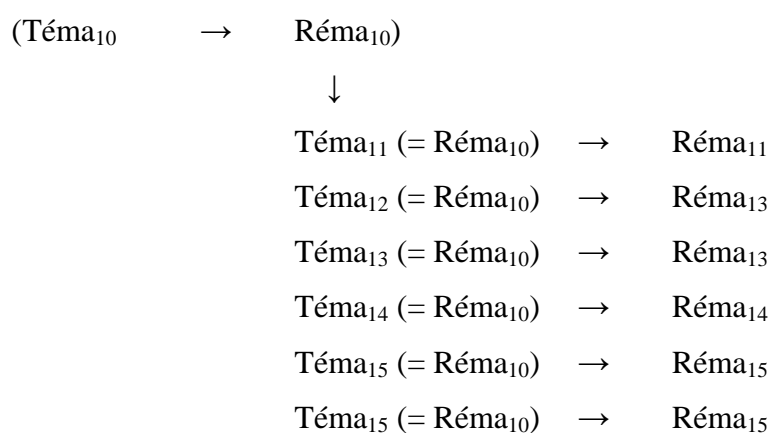 (Téma₁₀ → Réma₁₀)
↓
Téma₁₁ (= Réma₁₀) → Réma₁₁
Téma₁₂ (= Réma₁₀) → Réma₁₃
Téma₁₃ (= Réma₁₀) → Réma₁₃
Téma₁₄ (= Réma₁₀) → Réma₁₄
Téma₁₅ (= Réma₁₀) → Réma₁₅
Téma₁₅ (= Réma₁₀) → Réma₁₅